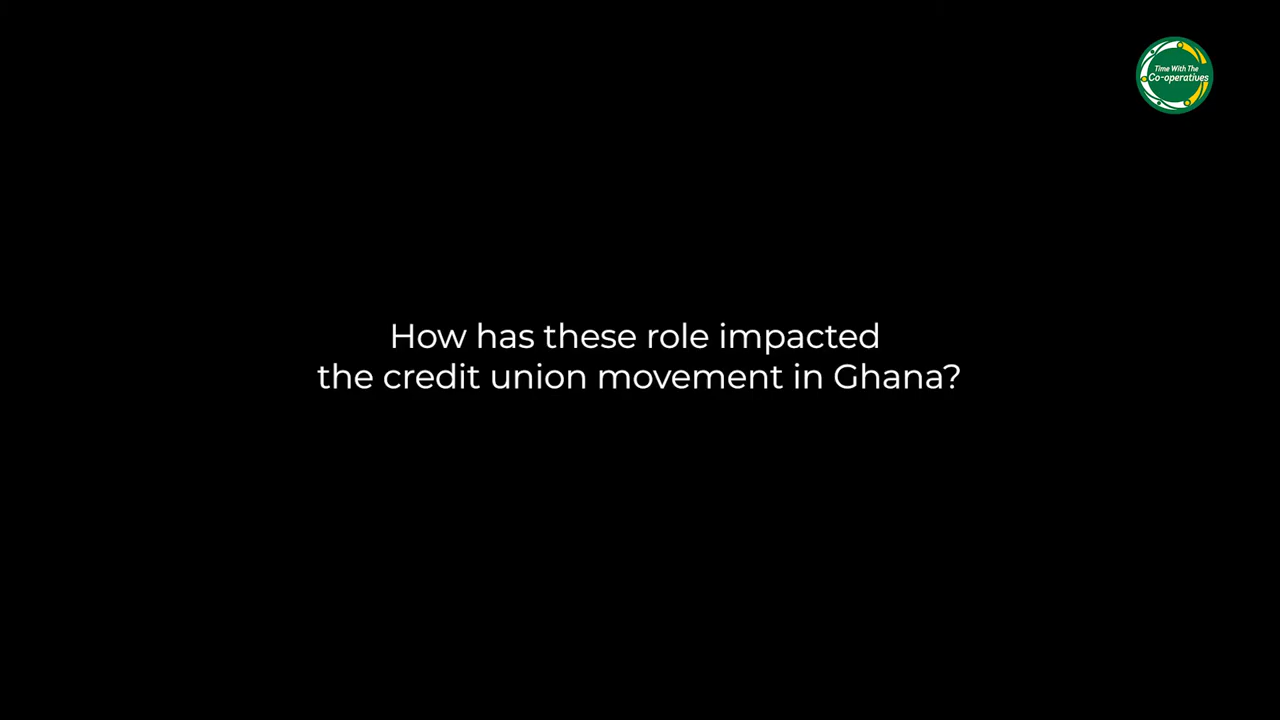 Time With The
Co-operatives
How has these role impacted
the credit union movement in Ghana?